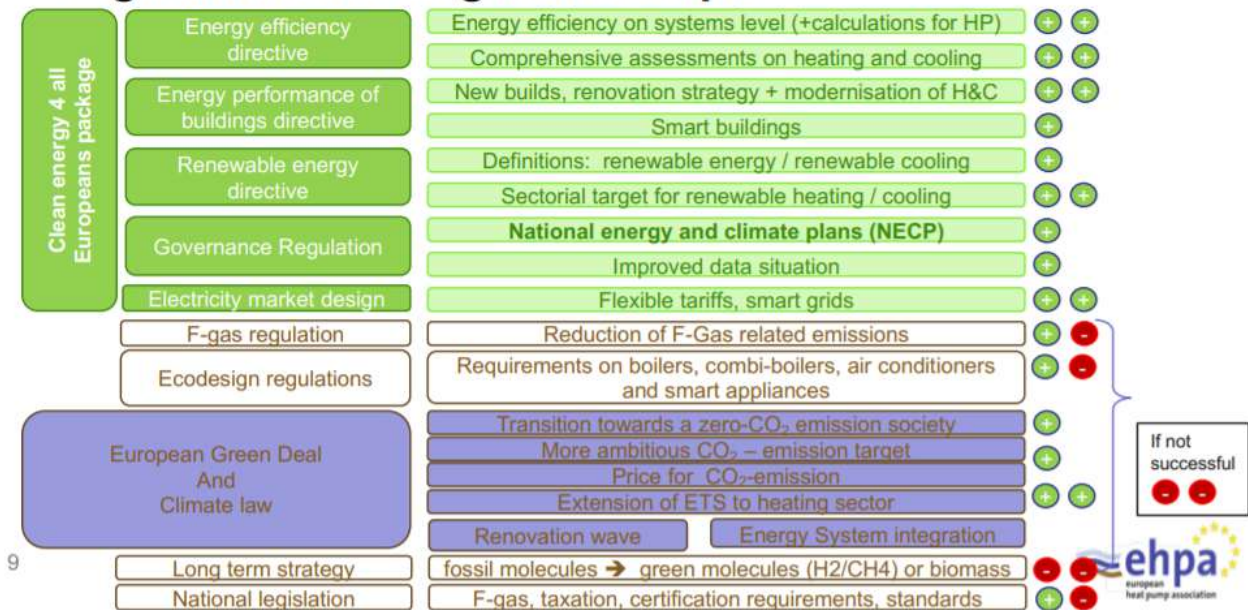 Energy efficiency directive
Energy efficiency on systems level (+calculations for HP)
Comprehensive assessments on heating and cooling
Clean energy 4 all Europeans package
Energy performance of buildings directive
New builds, renovation strategy + modernisation of H&C
Smart buildings
Renewable energy directive
Definitions: renewable energy / renewable cooling
Sectorial target for renewable heating / cooling
Governance Regulation
National energy and climate plans (NECP)
Improved data situation
Electricity market design
Flexible tariffs, smart grids
F-gas regulation
Reduction of F-Gas related emissions
Ecodesign regulations
Requirements on boilers, combi-boilers, air conditioners
and smart appliances
European Green Deal
And
Climate law
Transition towards a zero-CO₂ emission society
More ambitious CO₂ – emission target
Price for CO₂-emission
Extension of ETS to heating sector
Renovation wave
Energy System integration
If not
successful
9
Long term strategy
fossil molecules ➔ green molecules (H2/CH4) or biomass
National legislation
F-gas, taxation, certification requirements, standards
ehpa
european
heat pump association